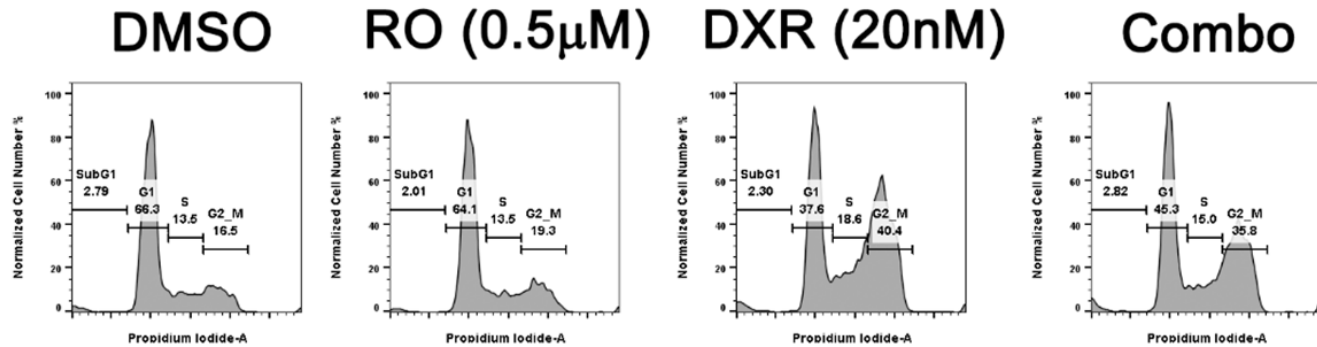 DMSO
RO (0.5μM)
DXR (20nM)
Combo
Normalized Cell Number %
100
80
60
40
20
0
SubG1
2.79
G1
66.3
S
13.5
G2_M
16.5
Propidium Iodide-A
Normalized Cell Number %
100
80
60
40
20
0
SubG1
2.01
G1
64.1
S
13.5
G2_M
19.3
Propidium Iodide-A
Normalized Cell Number %
100
80
60
40
20
0
SubG1
2.30
G1
37.6
S
18.6
G2_M
40.4
Propidium Iodide-A
Normalized Cell Number %
100
80
60
40
20
0
SubG1
2.82
G1
45.3
S
15.0
G2_M
35.8
Propidium Iodide-A